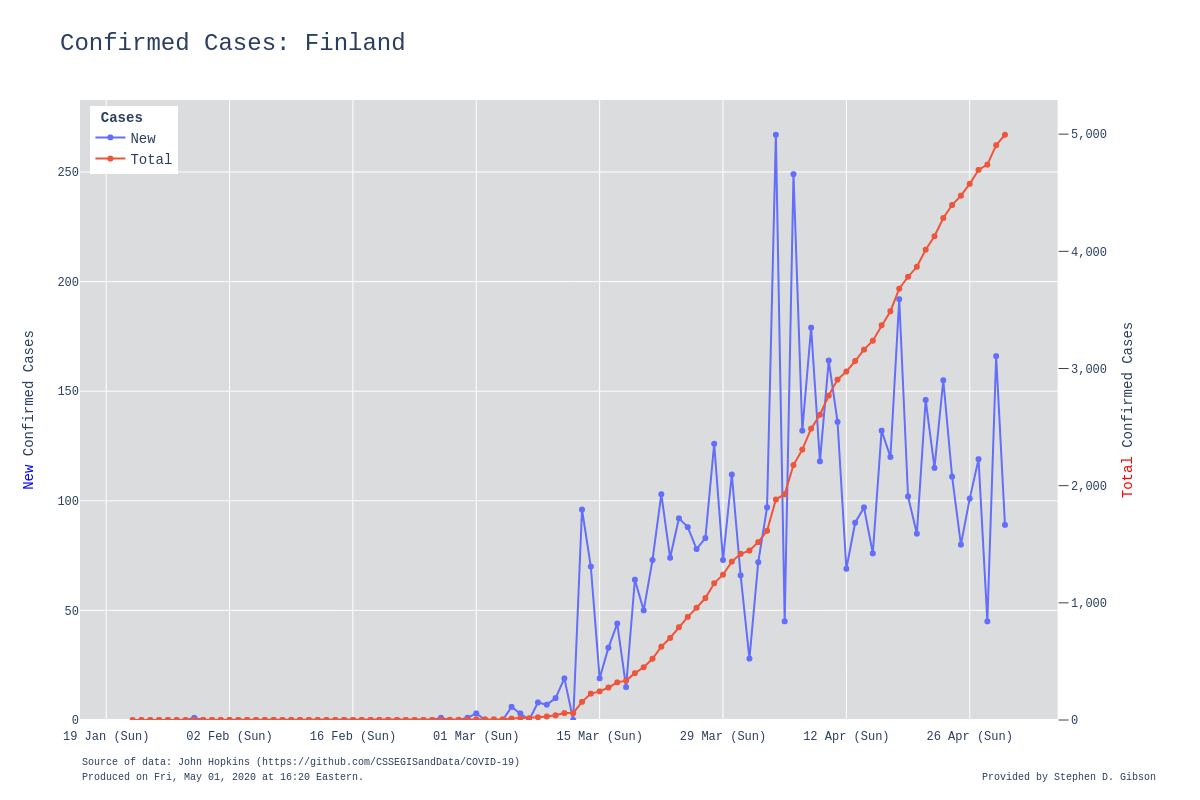 Confirmed Cases: Finland
Cases
New
Total
250
200
150
100
50
0
5,000
4,000
3,000
2,000
1,000
0
New Confirmed Cases
Total Confirmed Cases
19 Jan (Sun) 02 Feb (Sun) 16 Feb (Sun) 01 Mar (Sun) 15 Mar (Sun) 29 Mar (Sun) 12 Apr (Sun) 26 Apr (Sun)
Source of data: John Hopkins (https://github.com/CSSEGISandData/COVID-19)
Produced on Fri, May 01, 2020 at 16:20 Eastern.
Provided by Stephen D. Gibson